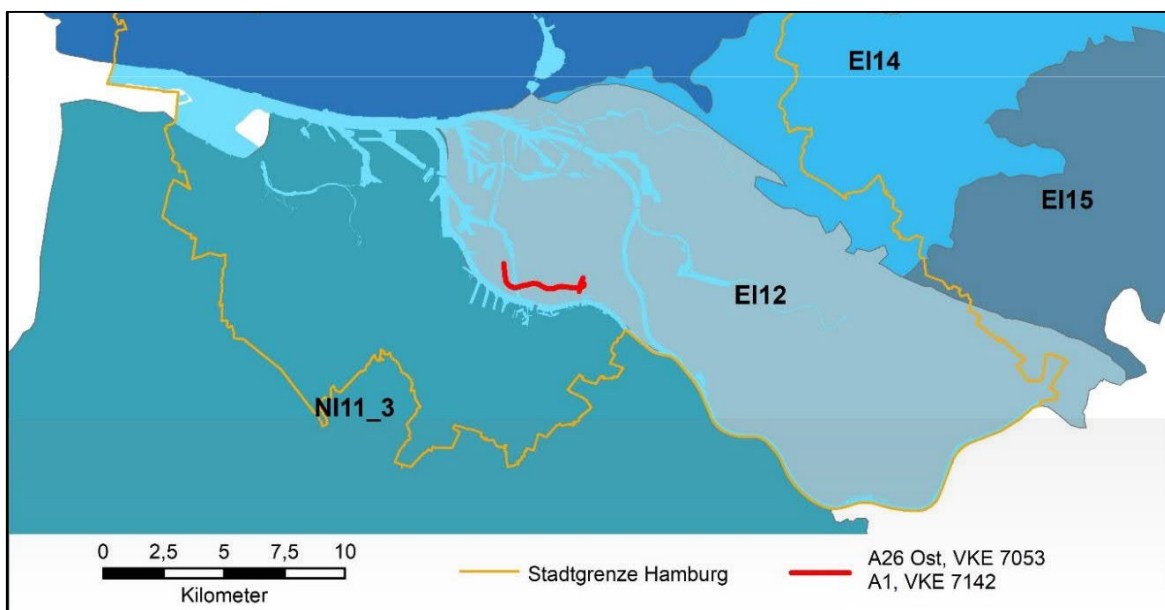 EI14
EI15
EI12
NI11_3
0 2,5 5 7,5 10
Kilometer
Stadtgrenze Hamburg
A26 Ost, VKE 7053
A1, VKE 7142